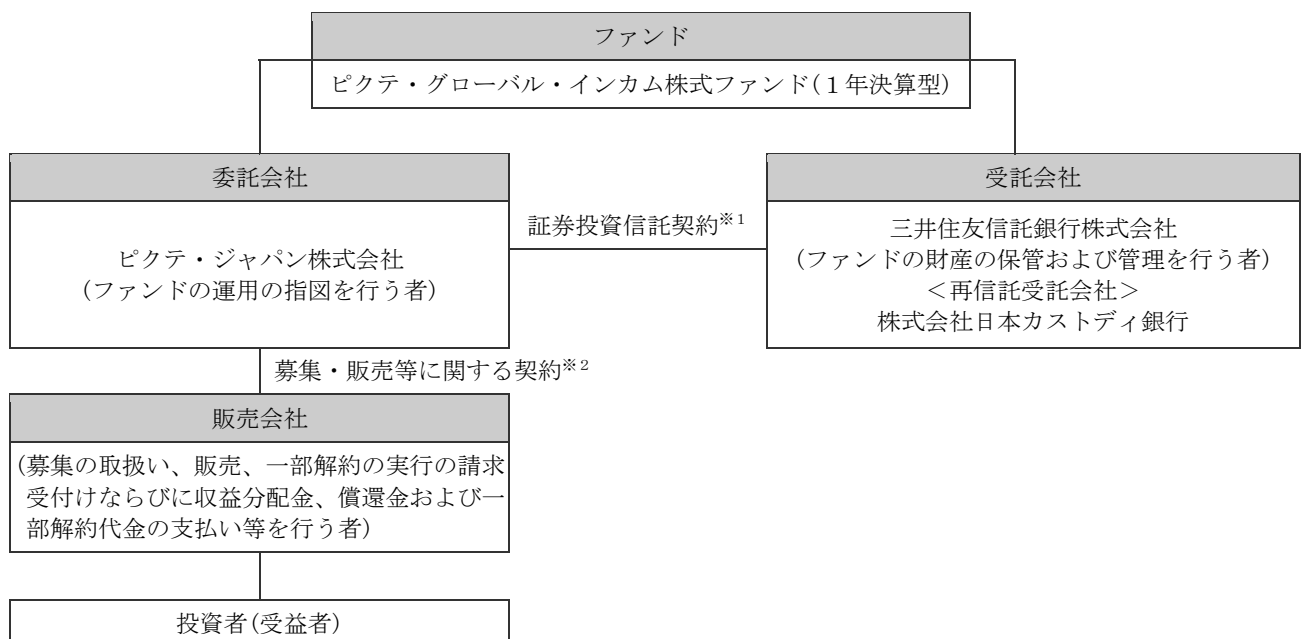 ファンド
ピクテ・グローバル・インカム株式ファンド(１年決算型)
委託会社
ピクテ・ジャパン株式会社
(ファンドの運用の指図を行う者)
証券投資信託契約※１
受託会社
三井住友信託銀行株式会社
(ファンドの財産の保管および管理を行う者)
＜再信託受託会社＞
株式会社日本カストディ銀行
募集・販売等に関する契約※２
販売会社
(募集の取扱い、販売、一部解約の実行の請求
受付けならびに収益分配金、償還金および一
部解約代金の支払い等を行う者)
投資者(受益者)